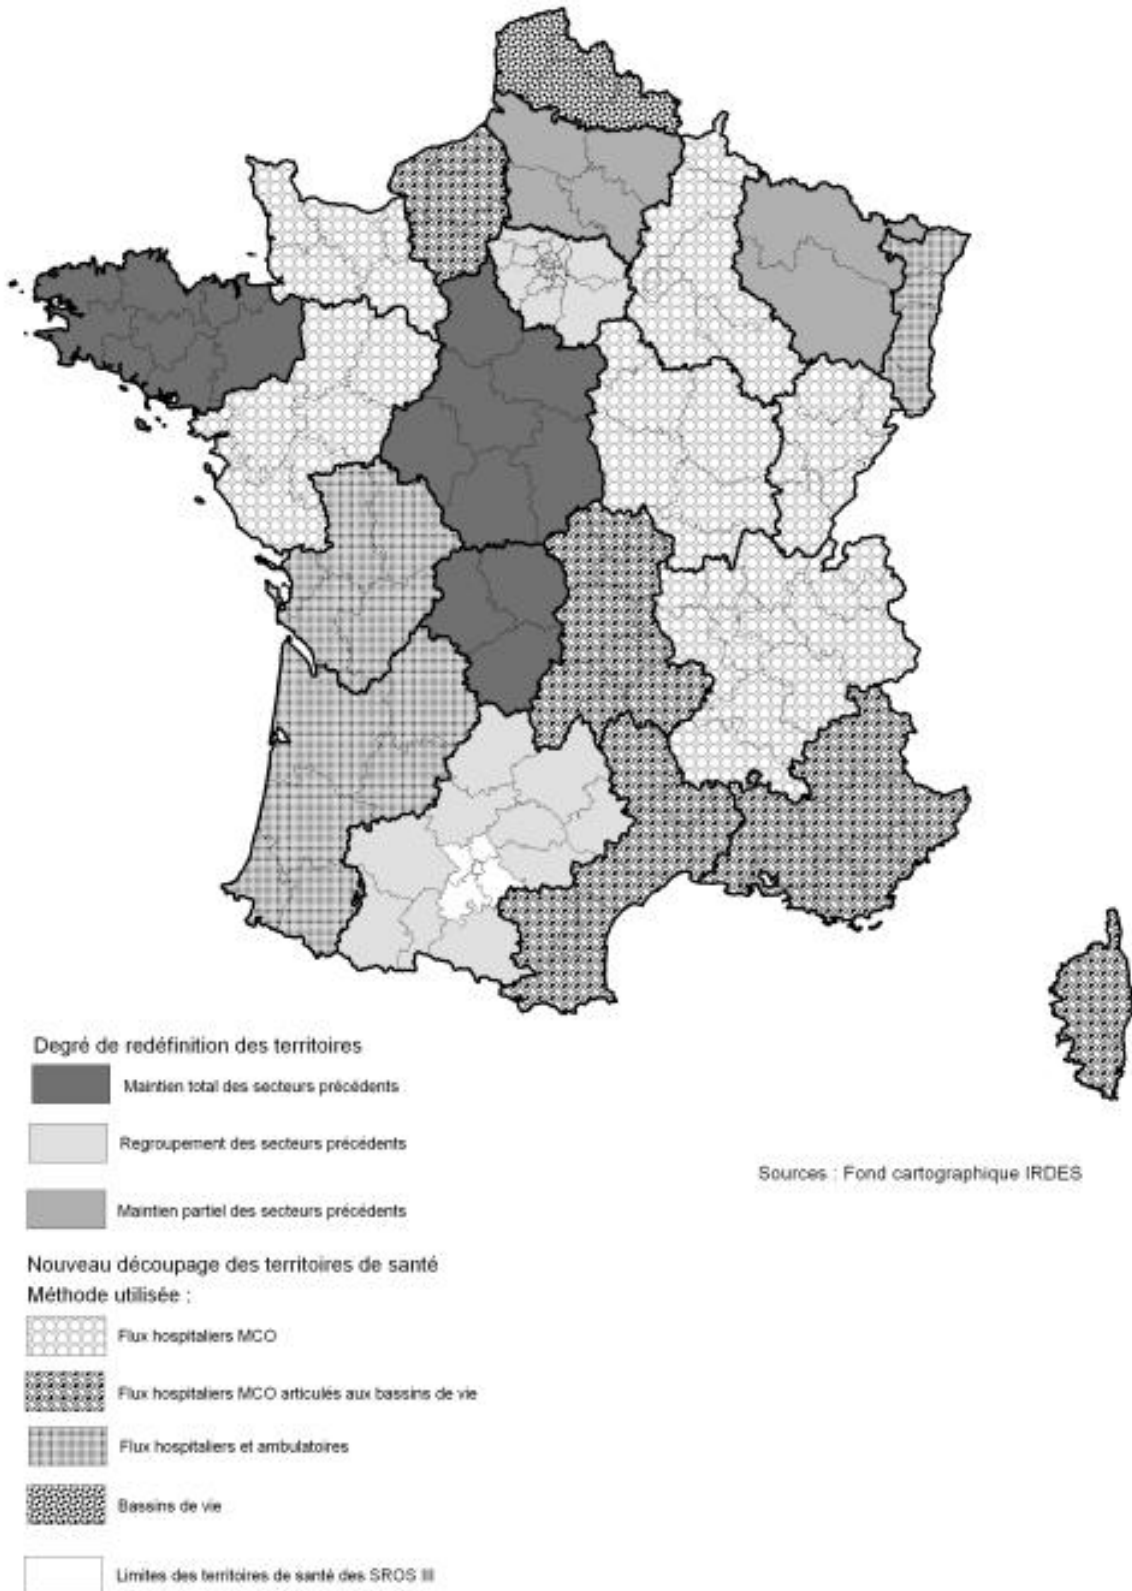 Degré de redéfinition des territoires
Maintien total des secteurs précédents
Regroupement des secteurs précédents
Sources : Fond cartographique IRDES
Maintien partiel des secteurs précédents
Nouveau découpage des territoires de santé
Méthode utilisée :
Flux hospitaliers MCO
Flux hospitaliers MCO articulés aux bassins de vie
Flux hospitaliers et ambulatoires
Bassins de vie
Limites des territoires de santé des SROS III